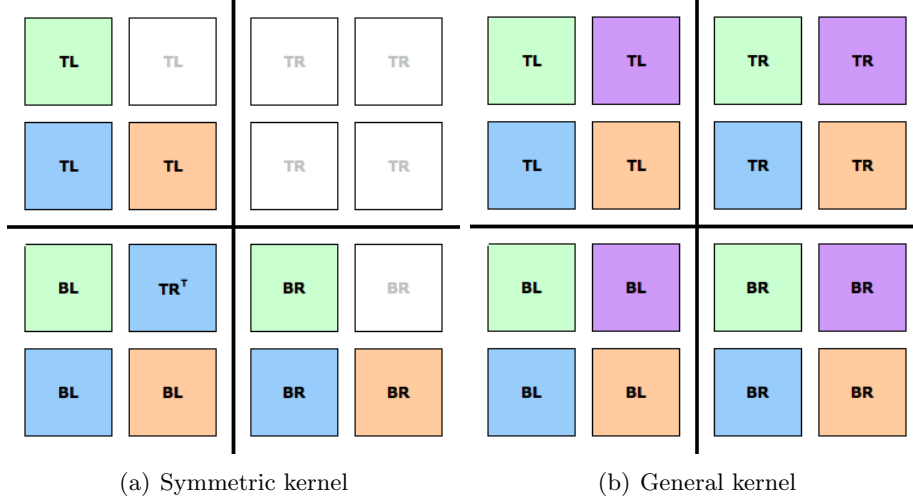 TL TL TR TR TL TL TR TR
TL TL TR TR TL TL TR TR
BL TRᵀ BR BR BL BL BR BR
BL BL BR BR BL BL BR BR
(a) Symmetric kernel (b) General kernel